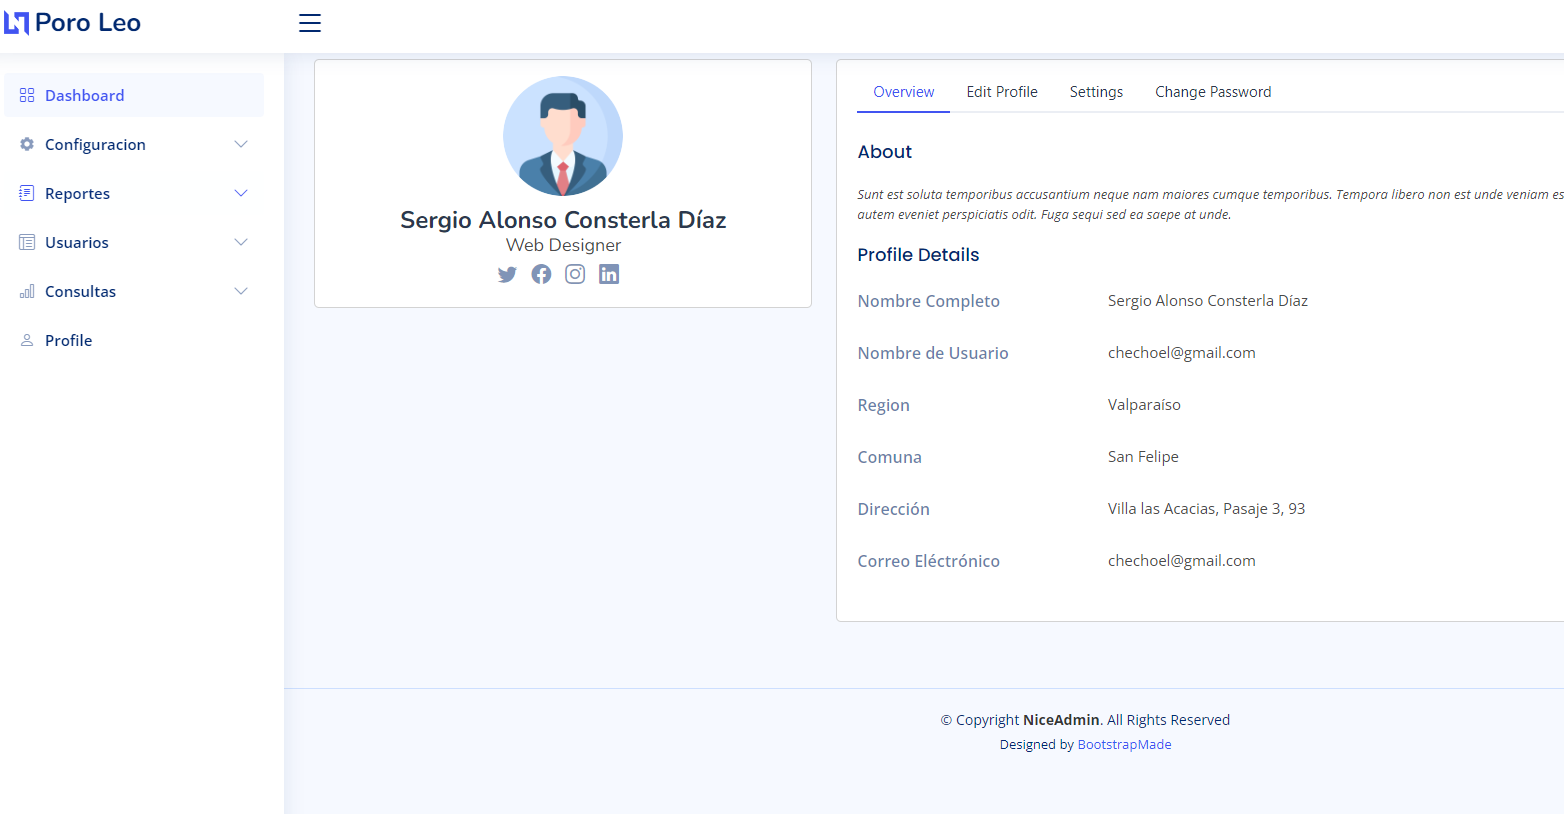 Poro Leo
Dashboard
Configuracion
Reportes
Usuarios
Consultas
Profile
Sergio Alonso Consterla Díaz
Web Designer
Overview Edit Profile Settings Change Password
About
Sunt est soluta temporibus accusantium neque nam maiores cumque temporibus. Tempora libero non est unde veniam es
autem eveniet perspiciatis odit. Fuga sequi sed ea saepe at unde.
Profile Details
Nombre Completo Sergio Alonso Consterla Díaz
Nombre de Usuario chechoel@gmail.com
Region Valparaíso
Comuna San Felipe
Dirección Villa las Acacias, Pasaje 3, 93
Correo Eléctrónico chechoel@gmail.com
© Copyright NiceAdmin. All Rights Reserved
Designed by BootstrapMade